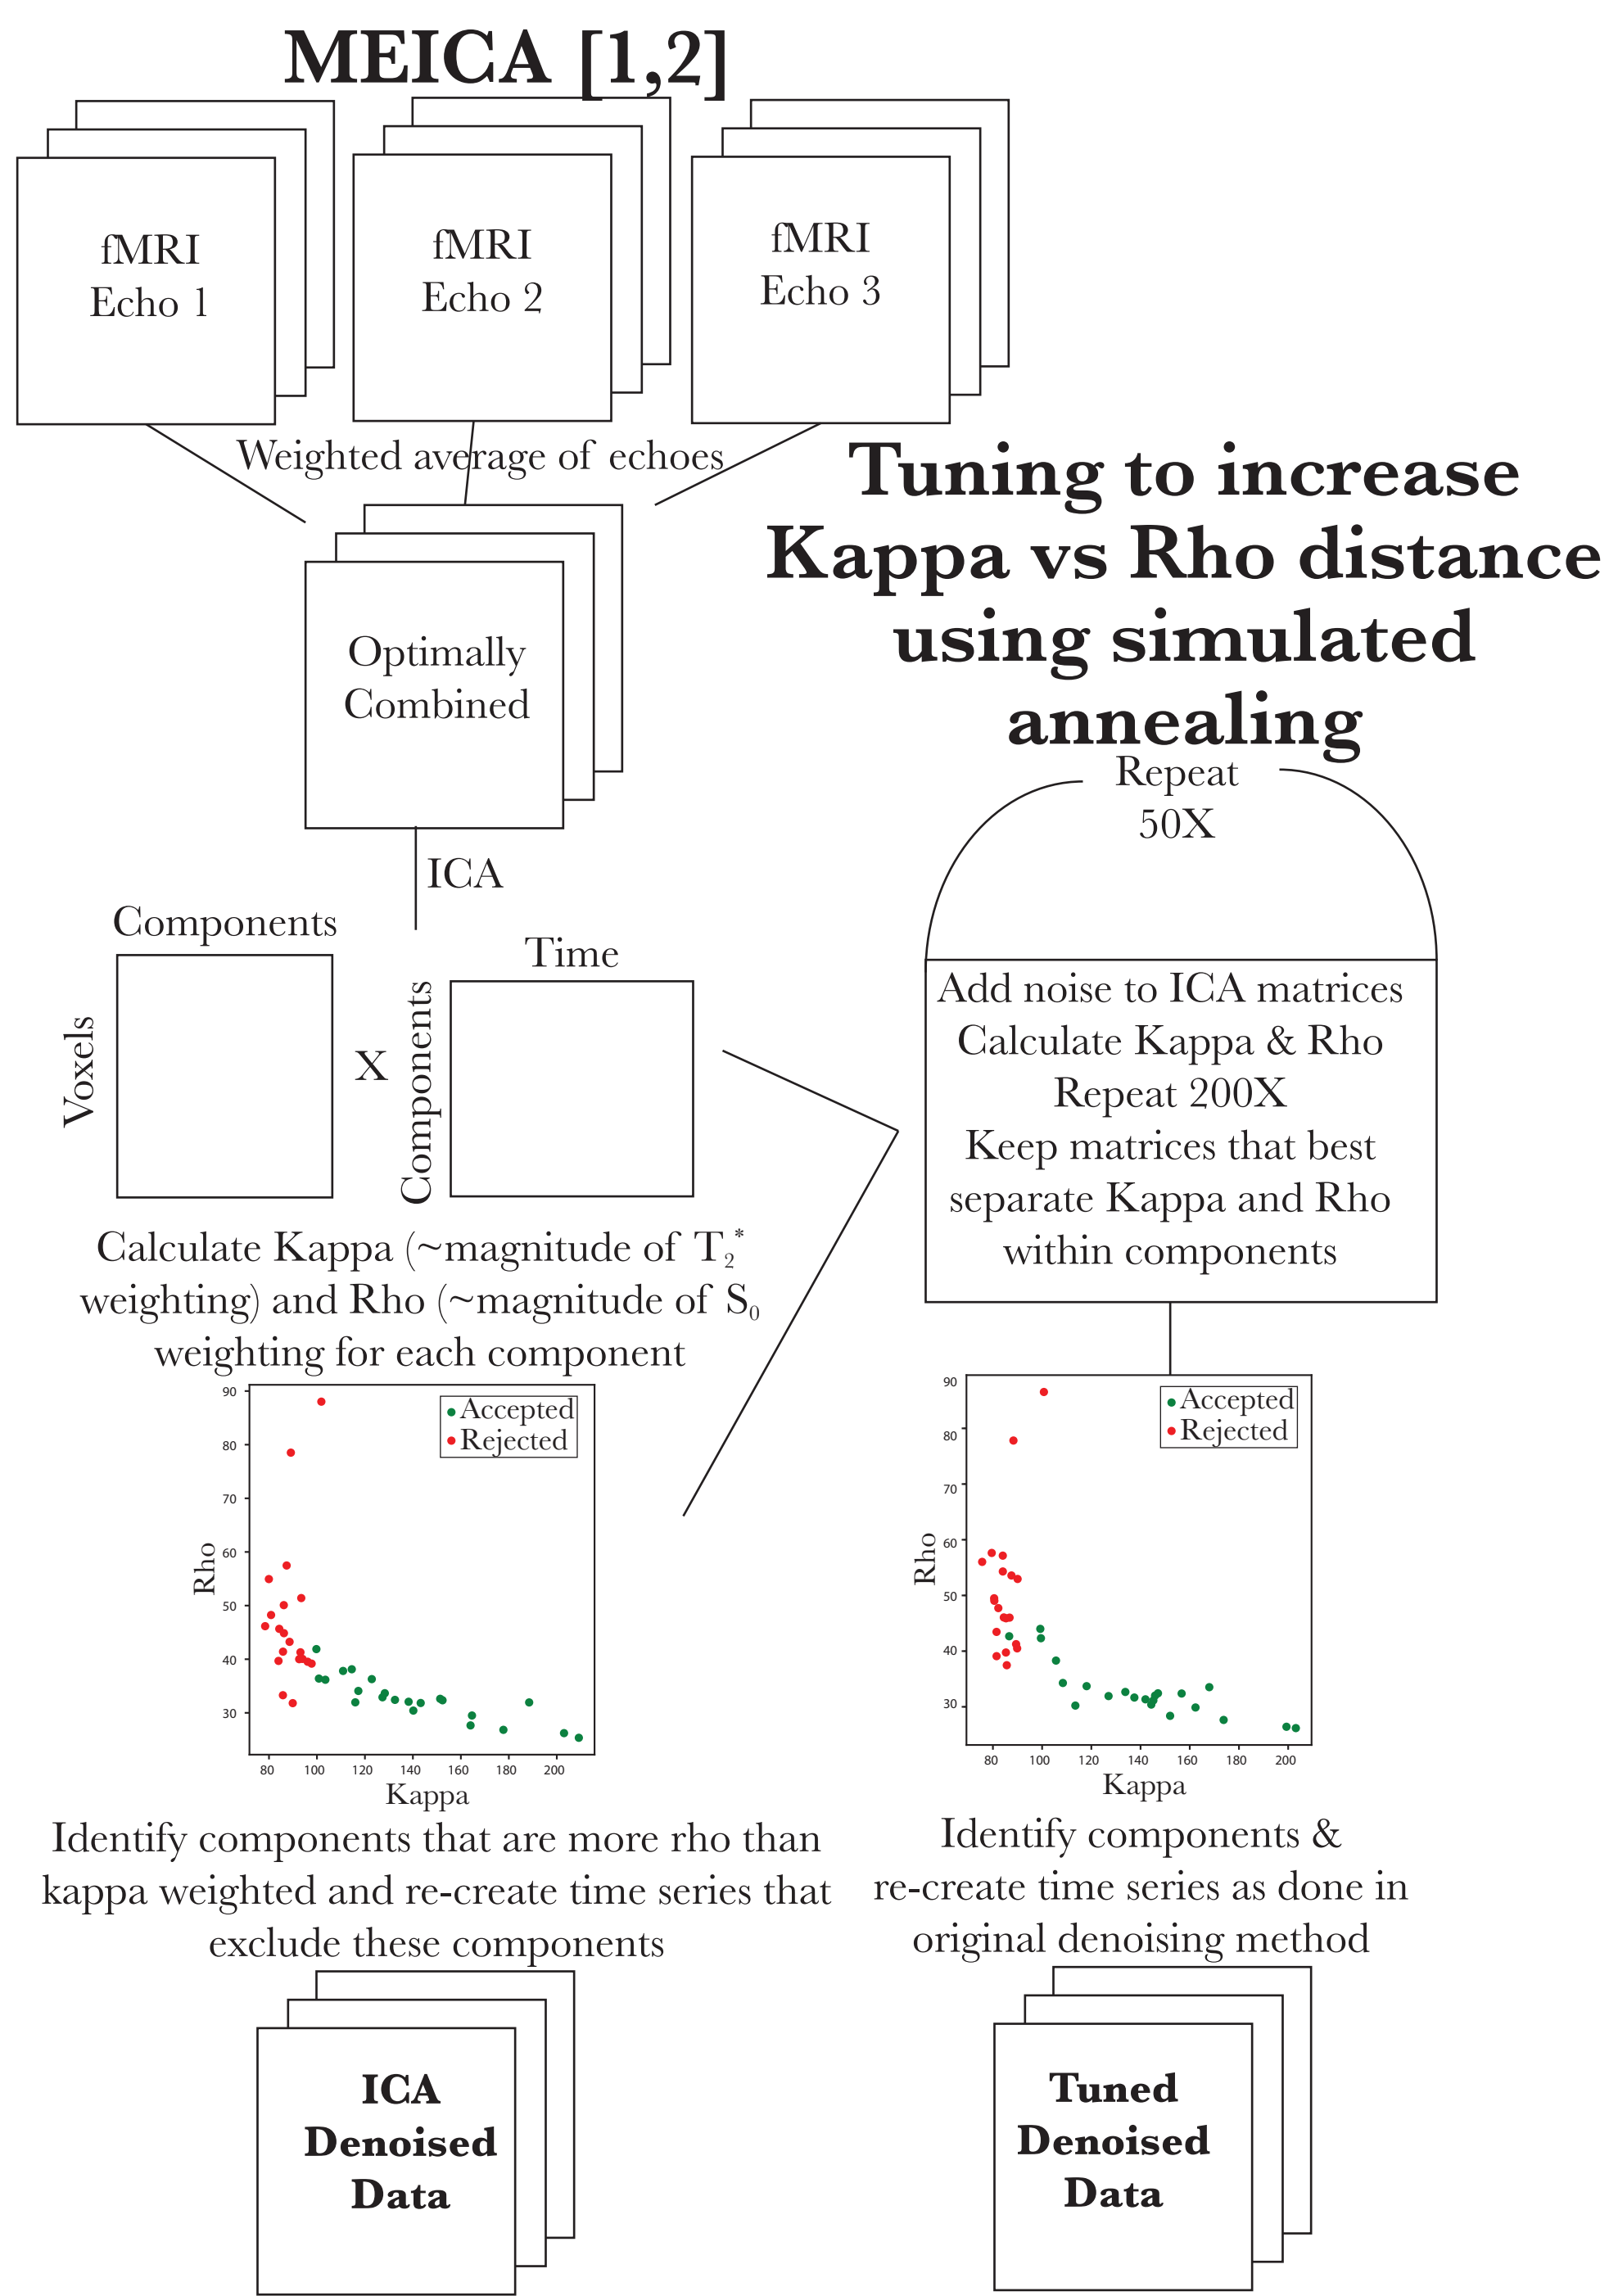 MEICA [1,2]
fMRI
Echo 1
fMRI
Echo 2
fMRI
Echo 3
Weighted average of echoes
Optimally
Combined
ICA
Components
Voxels
X
Components
Time
Calculate Kappa (~magnitude of T₂*
weighting) and Rho (~magnitude of S₀
weighting for each component
90
80
70
60
50
40
30
Rho
Accepted
Rejected
80 100 120 140 160 180 200
Kappa
Identify components that are more rho than
kappa weighted and re-create time series that
exclude these components
ICA
Denoised
Data
Tuning to increase
Kappa vs Rho distance
using simulated
annealing
Repeat
50X
Add noise to ICA matrices
Calculate Kappa & Rho
Repeat 200X
Keep matrices that best
separate Kappa and Rho
within components
90
80
70
60
50
40
30
Rho
Accepted
Rejected
80 100 120 140 160 180 200
Kappa
Identify components &
re-create time series as done in
original denoising method
Tuned
Denoised
Data